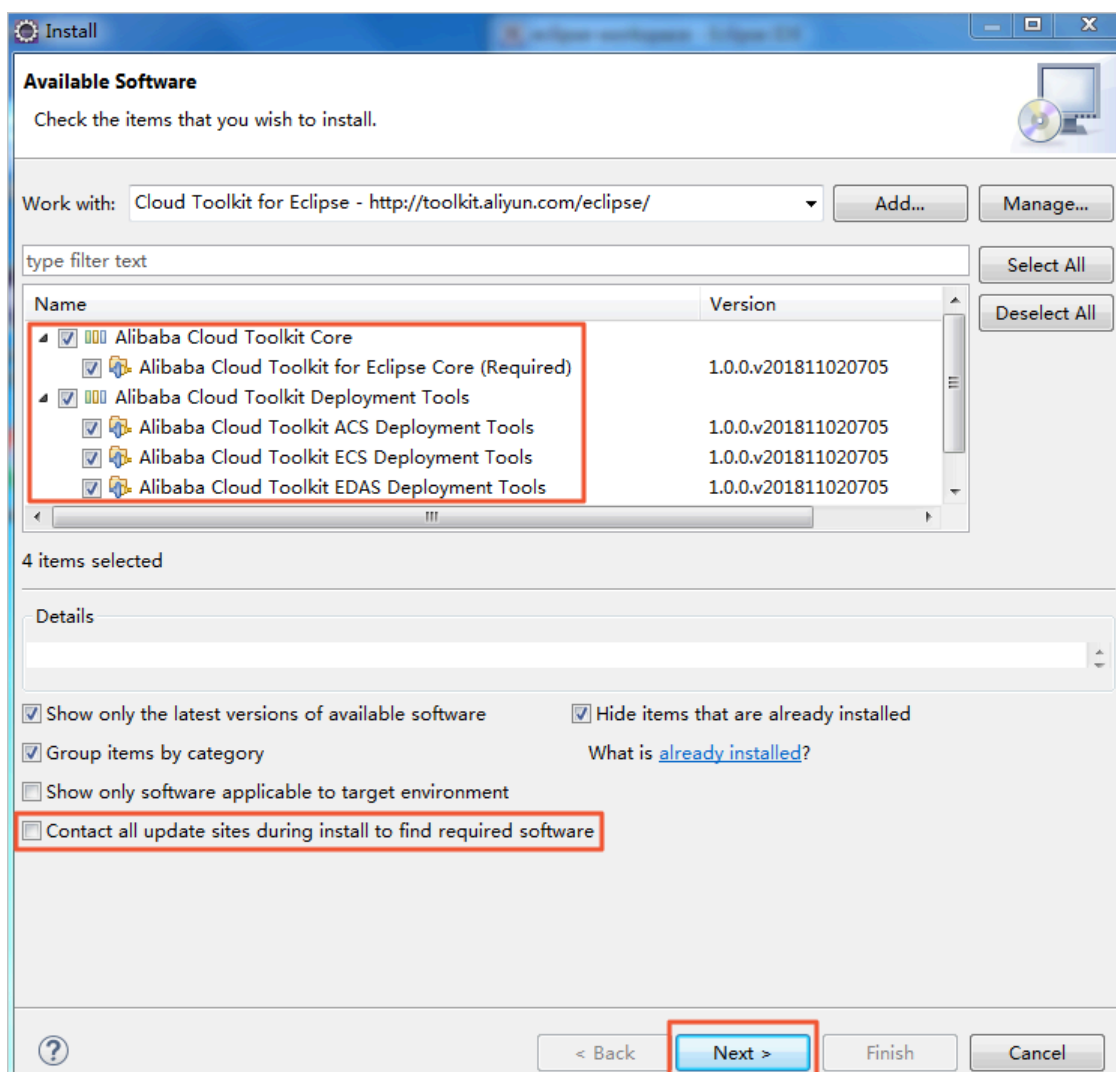 Install
Available Software
Check the items that you wish to install.
Work with: Cloud Toolkit for Eclipse - http://toolkit.aliyun.com/eclipse/ Add... Manage...
type filter text Select All
Name Version Deselect All
Alibaba Cloud Toolkit Core
Alibaba Cloud Toolkit for Eclipse Core (Required) 1.0.0.v201811020705
Alibaba Cloud Toolkit Deployment Tools
Alibaba Cloud Toolkit ACS Deployment Tools 1.0.0.v201811020705
Alibaba Cloud Toolkit ECS Deployment Tools 1.0.0.v201811020705
Alibaba Cloud Toolkit EDAS Deployment Tools 1.0.0.v201811020705
4 items selected
Details
Show only the latest versions of available software Hide items that are already installed
Group items by category What is already installed?
Show only software applicable to target environment
Contact all update sites during install to find required software
? < Back Next > Finish Cancel